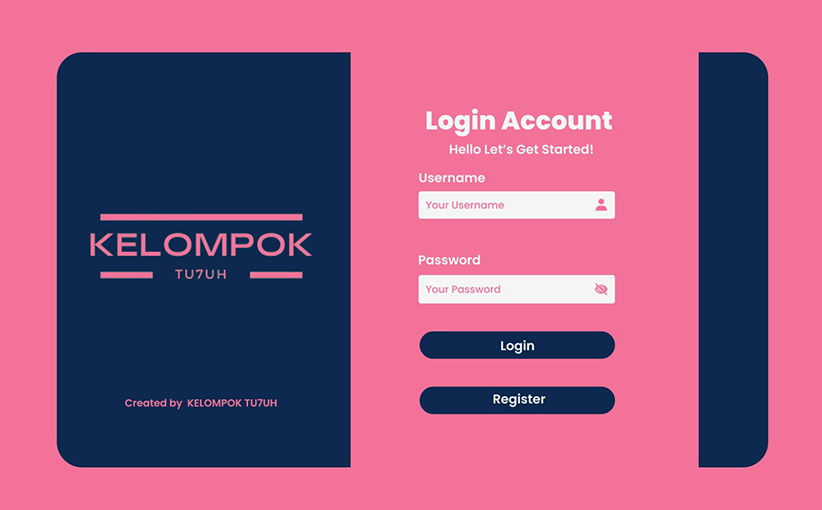 KELOMPOK
TU7UH
Created by KELOMPOK TU7UH
Login Account
Hello Let's Get Started!
Username
Your Username
Password
Your Password
Login
Register